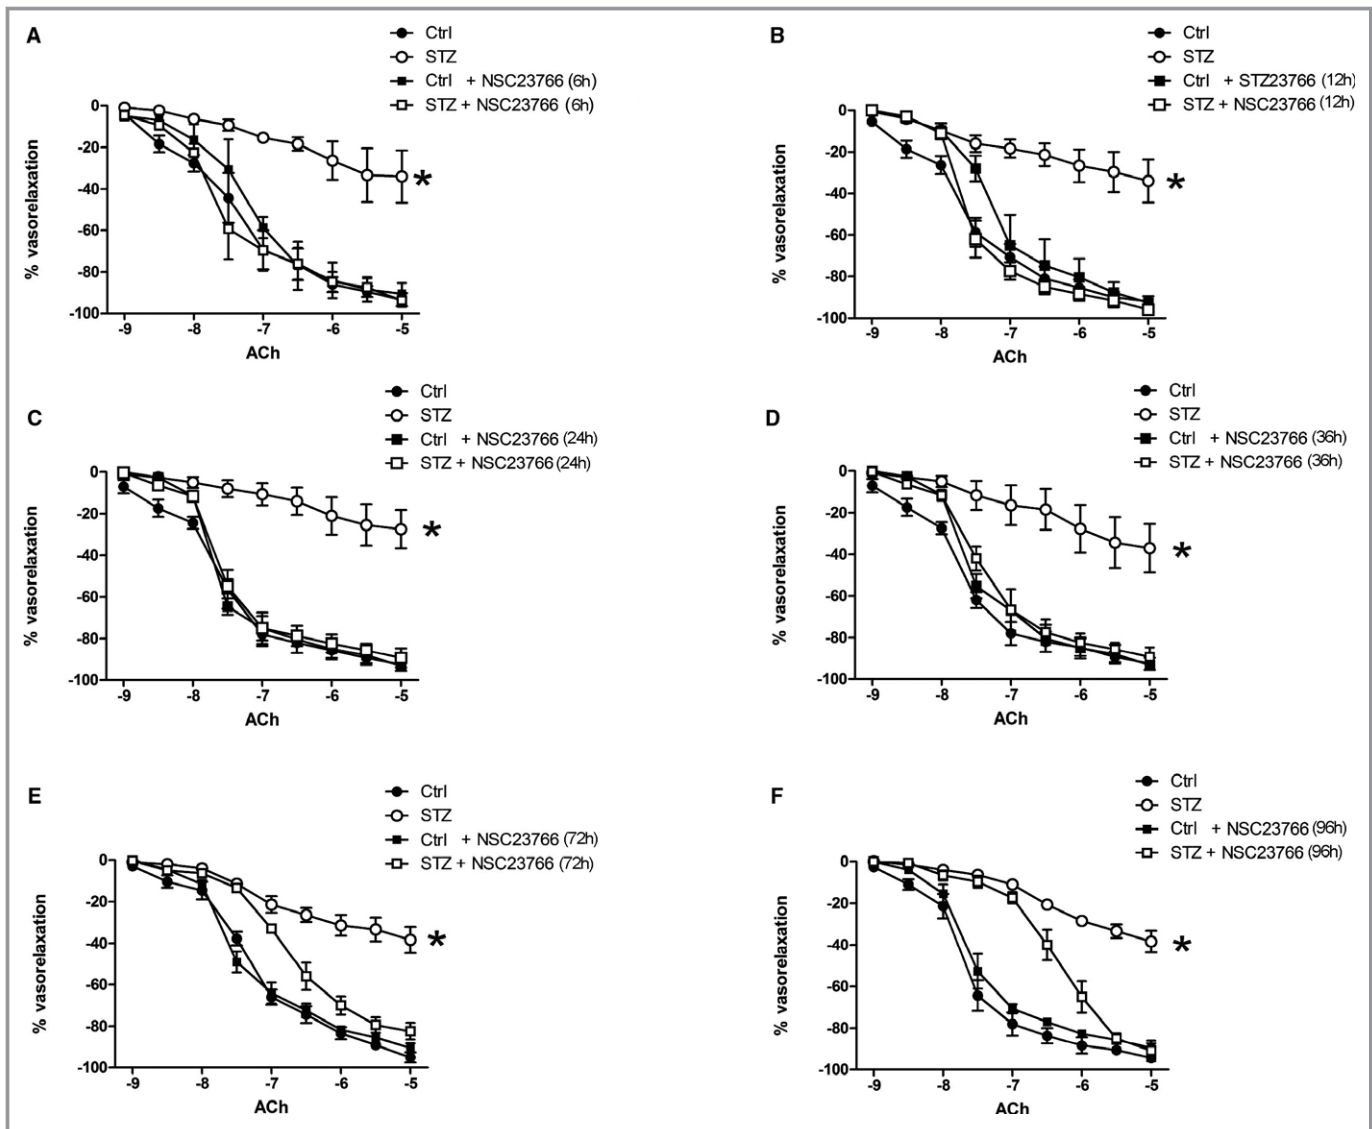 A
Ctrl
STZ
Ctrl + NSC23766 (6h)
STZ + NSC23766 (6h)
% vasorelaxation
0
-20
-40
-60
-80
-100
*
-9 -8 -7 -6 -5
ACh
B
Ctrl
STZ
Ctrl + STZ23766 (12h)
STZ + NSC23766 (12h)
% vasorelaxation
0
-20
-40
-60
-80
-100
*
-9 -8 -7 -6 -5
ACh
C
Ctrl
STZ
Ctrl + NSC23766 (24h)
STZ + NSC23766 (24h)
% vasorelaxation
0
-20
-40
-60
-80
-100
*
-9 -8 -7 -6 -5
ACh
D
Ctrl
STZ
Ctrl + NSC23766 (36h)
STZ + NSC23766 (36h)
% vasorelaxation
0
-20
-40
-60
-80
-100
*
-9 -8 -7 -6 -5
ACh
E
Ctrl
STZ
Ctrl + NSC23766 (72h)
STZ + NSC23766 (72h)
% vasorelaxation
0
-20
-40
-60
-80
-100
*
-9 -8 -7 -6 -5
ACh
F
Ctrl
STZ
Ctrl + NSC23766 (96h)
STZ + NSC23766 (96h)
% vasorelaxation
0
-20
-40
-60
-80
-100
*
-9 -8 -7 -6 -5
ACh